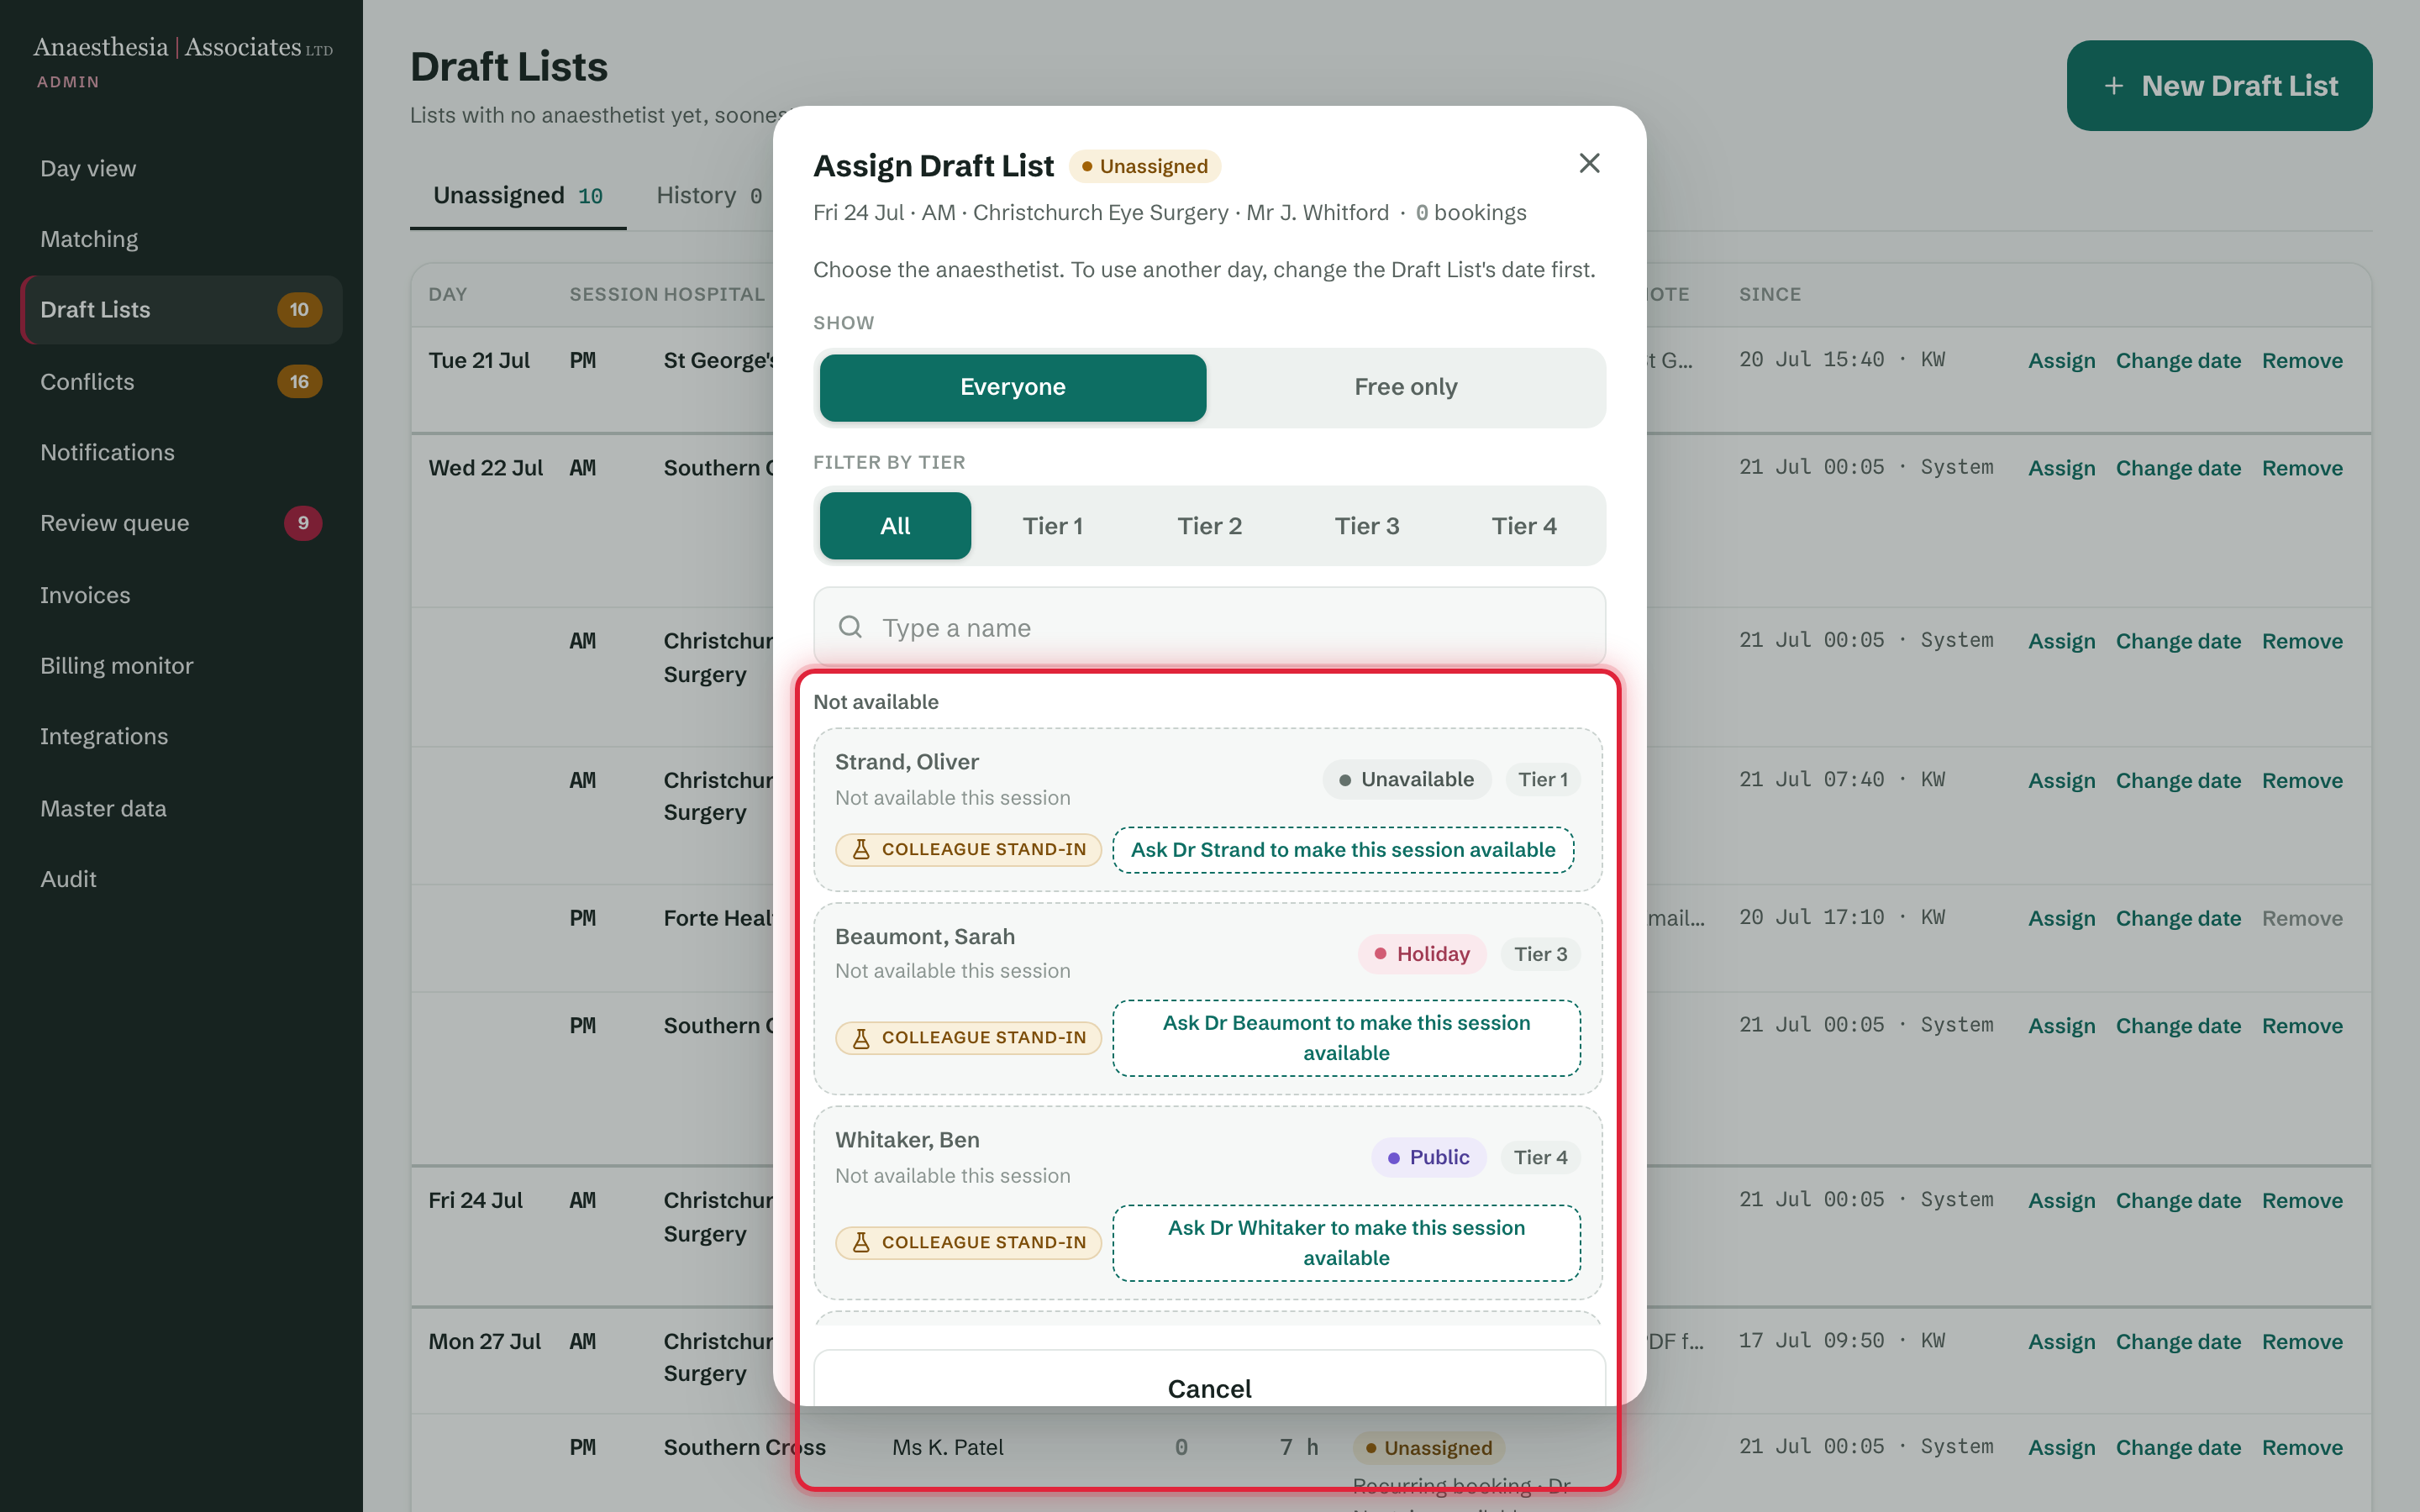 Anaesthesia | Associates LTD
ADMIN
Day view
Matching
Draft Lists 10
Conflicts 16
Notifications
Review queue 9
Invoices
Billing monitor
Integrations
Master data
Audit
Draft Lists
Lists with no anaesthetist yet,
+ New Draft List
Unassigned 10 History 0
DAY SESSION HOSPITAL SINCE
Tue 21 Jul PM St George's 20 Jul 15:40 · KW Assign Change date Remove
Wed 22 Jul AM Southern 21 Jul 00:05 · System Assign Change date Remove
AM 21 Jul 00:05 · System Assign Change date Remove
Surgery
AM 21 Jul 07:40 · KW Assign Change date Remove
Surgery
PM Forte 20 Jul 17:10 · KW Assign Change date Remove
PM Southern 21 Jul 00:05 · System Assign Change date Remove
Fri 24 Jul AM 21 Jul 00:05 · System Assign Change date Remove
Surgery
Mon 27 Jul AM 17 Jul 09:50 · KW Assign Change date Remove
Surgery
PM Southern Cross Ms K. Patel 0 7 h Unassigned 21 Jul 00:05 · System Assign Change date Remove
Recurring booking · Dr
Assign Draft List Unassigned
Fri 24 Jul · AM · Christchurch Eye Surgery · Mr J. Whitford · 0 bookings
Choose the anaesthetist. To use another day, change the Draft List's date first.
SHOW
Everyone Free only
FILTER BY TIER
All Tier 1 Tier 2 Tier 3 Tier 4
Type a name
Not available
Strand, Oliver
Not available this session
Unavailable Tier 1
COLLEAGUE STAND-IN Ask Dr Strand to make this session available
Beaumont, Sarah
Not available this session
Holiday Tier 3
COLLEAGUE STAND-IN Ask Dr Beaumont to make this session
available
Whitaker, Ben
Not available this session
Public Tier 4
COLLEAGUE STAND-IN Ask Dr Whitaker to make this session
available
Cancel